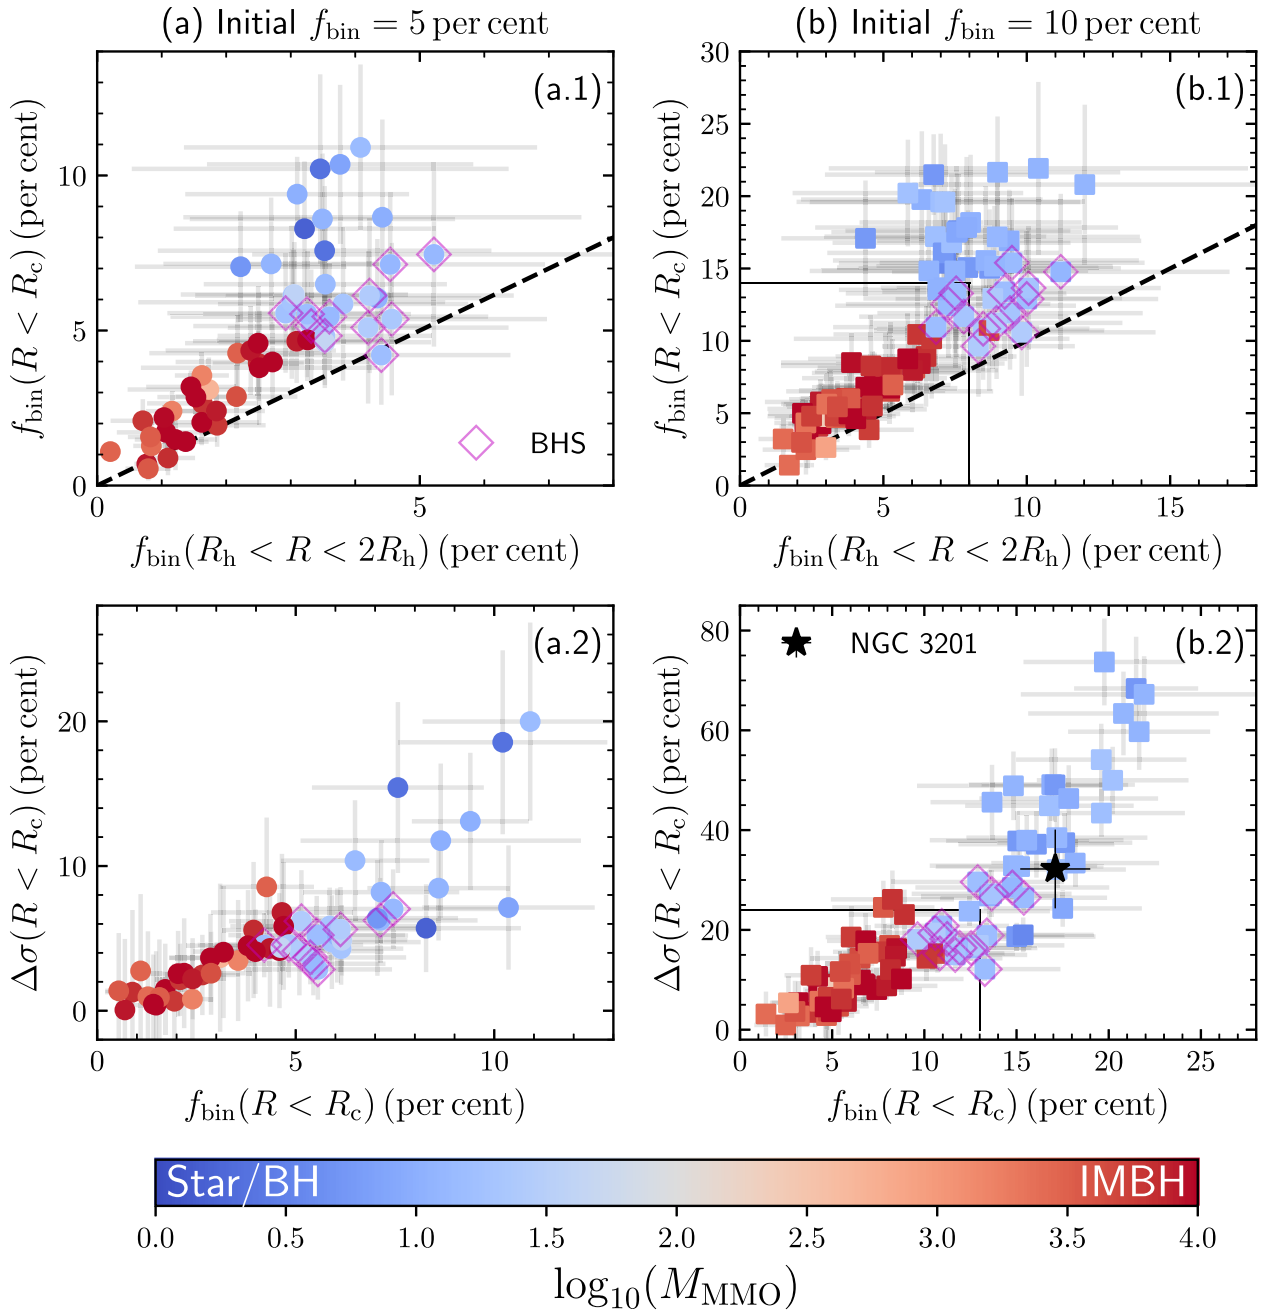 (a) Initial f_bin = 5 per cent
(b) Initial f_bin = 10 per cent
(a.1)
f_bin(R < R_c) (per cent)
10
5
0
BHS
0 5
f_bin(R_h < R < 2R_h) (per cent)
(b.1)
f_bin(R < R_c) (per cent)
30
25
20
15
10
5
0
0 5 10 15
f_bin(R_h < R < 2R_h) (per cent)
(a.2)
Δσ(R < R_c) (per cent)
20
10
0
0 5 10
f_bin(R < R_c) (per cent)
NGC 3201
(b.2)
Δσ(R < R_c) (per cent)
80
60
40
20
0
0 5 10 15 20 25
f_bin(R < R_c) (per cent)
Star/BH
IMBH
0.0 0.5 1.0 1.5 2.0 2.5 3.0 3.5 4.0
log_10(M_MMO)